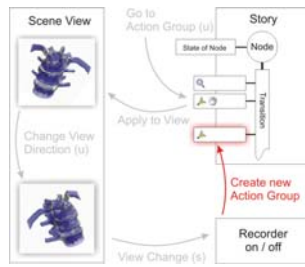 Scene View
Go to
Action Group (u)
Story
State of Node
Node
Transition
Apply to View
Change View
Direction (u)
Create new
Action Group
View Change (s)
Recorder
on / off